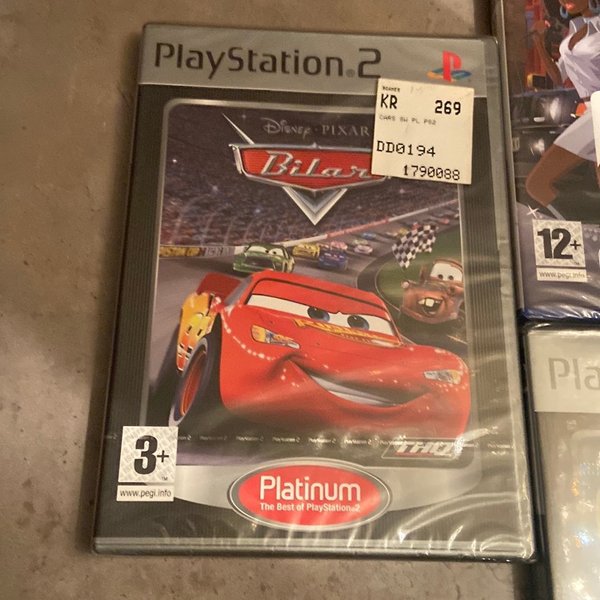 PlayStation®2
KR 269
CARS SW PL PS2
DD0194
1790088
Disney · PIXAR
Bilar
THQ
3+
www.pegi.info
Platinum
The Best of PlayStation®2
12+
www.pegi.info
Pla